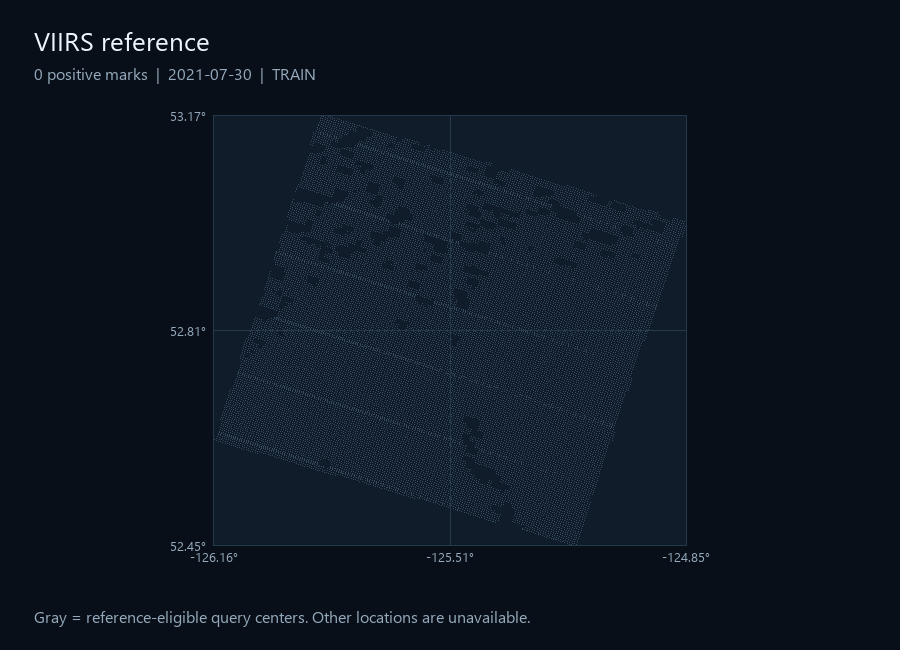 VIIRS reference
0 positive marks | 2021-07-30 | TRAIN
53.17°
52.81°
52.45°
-126.16° -125.51° -124.85°
Gray = reference-eligible query centers. Other locations are unavailable.